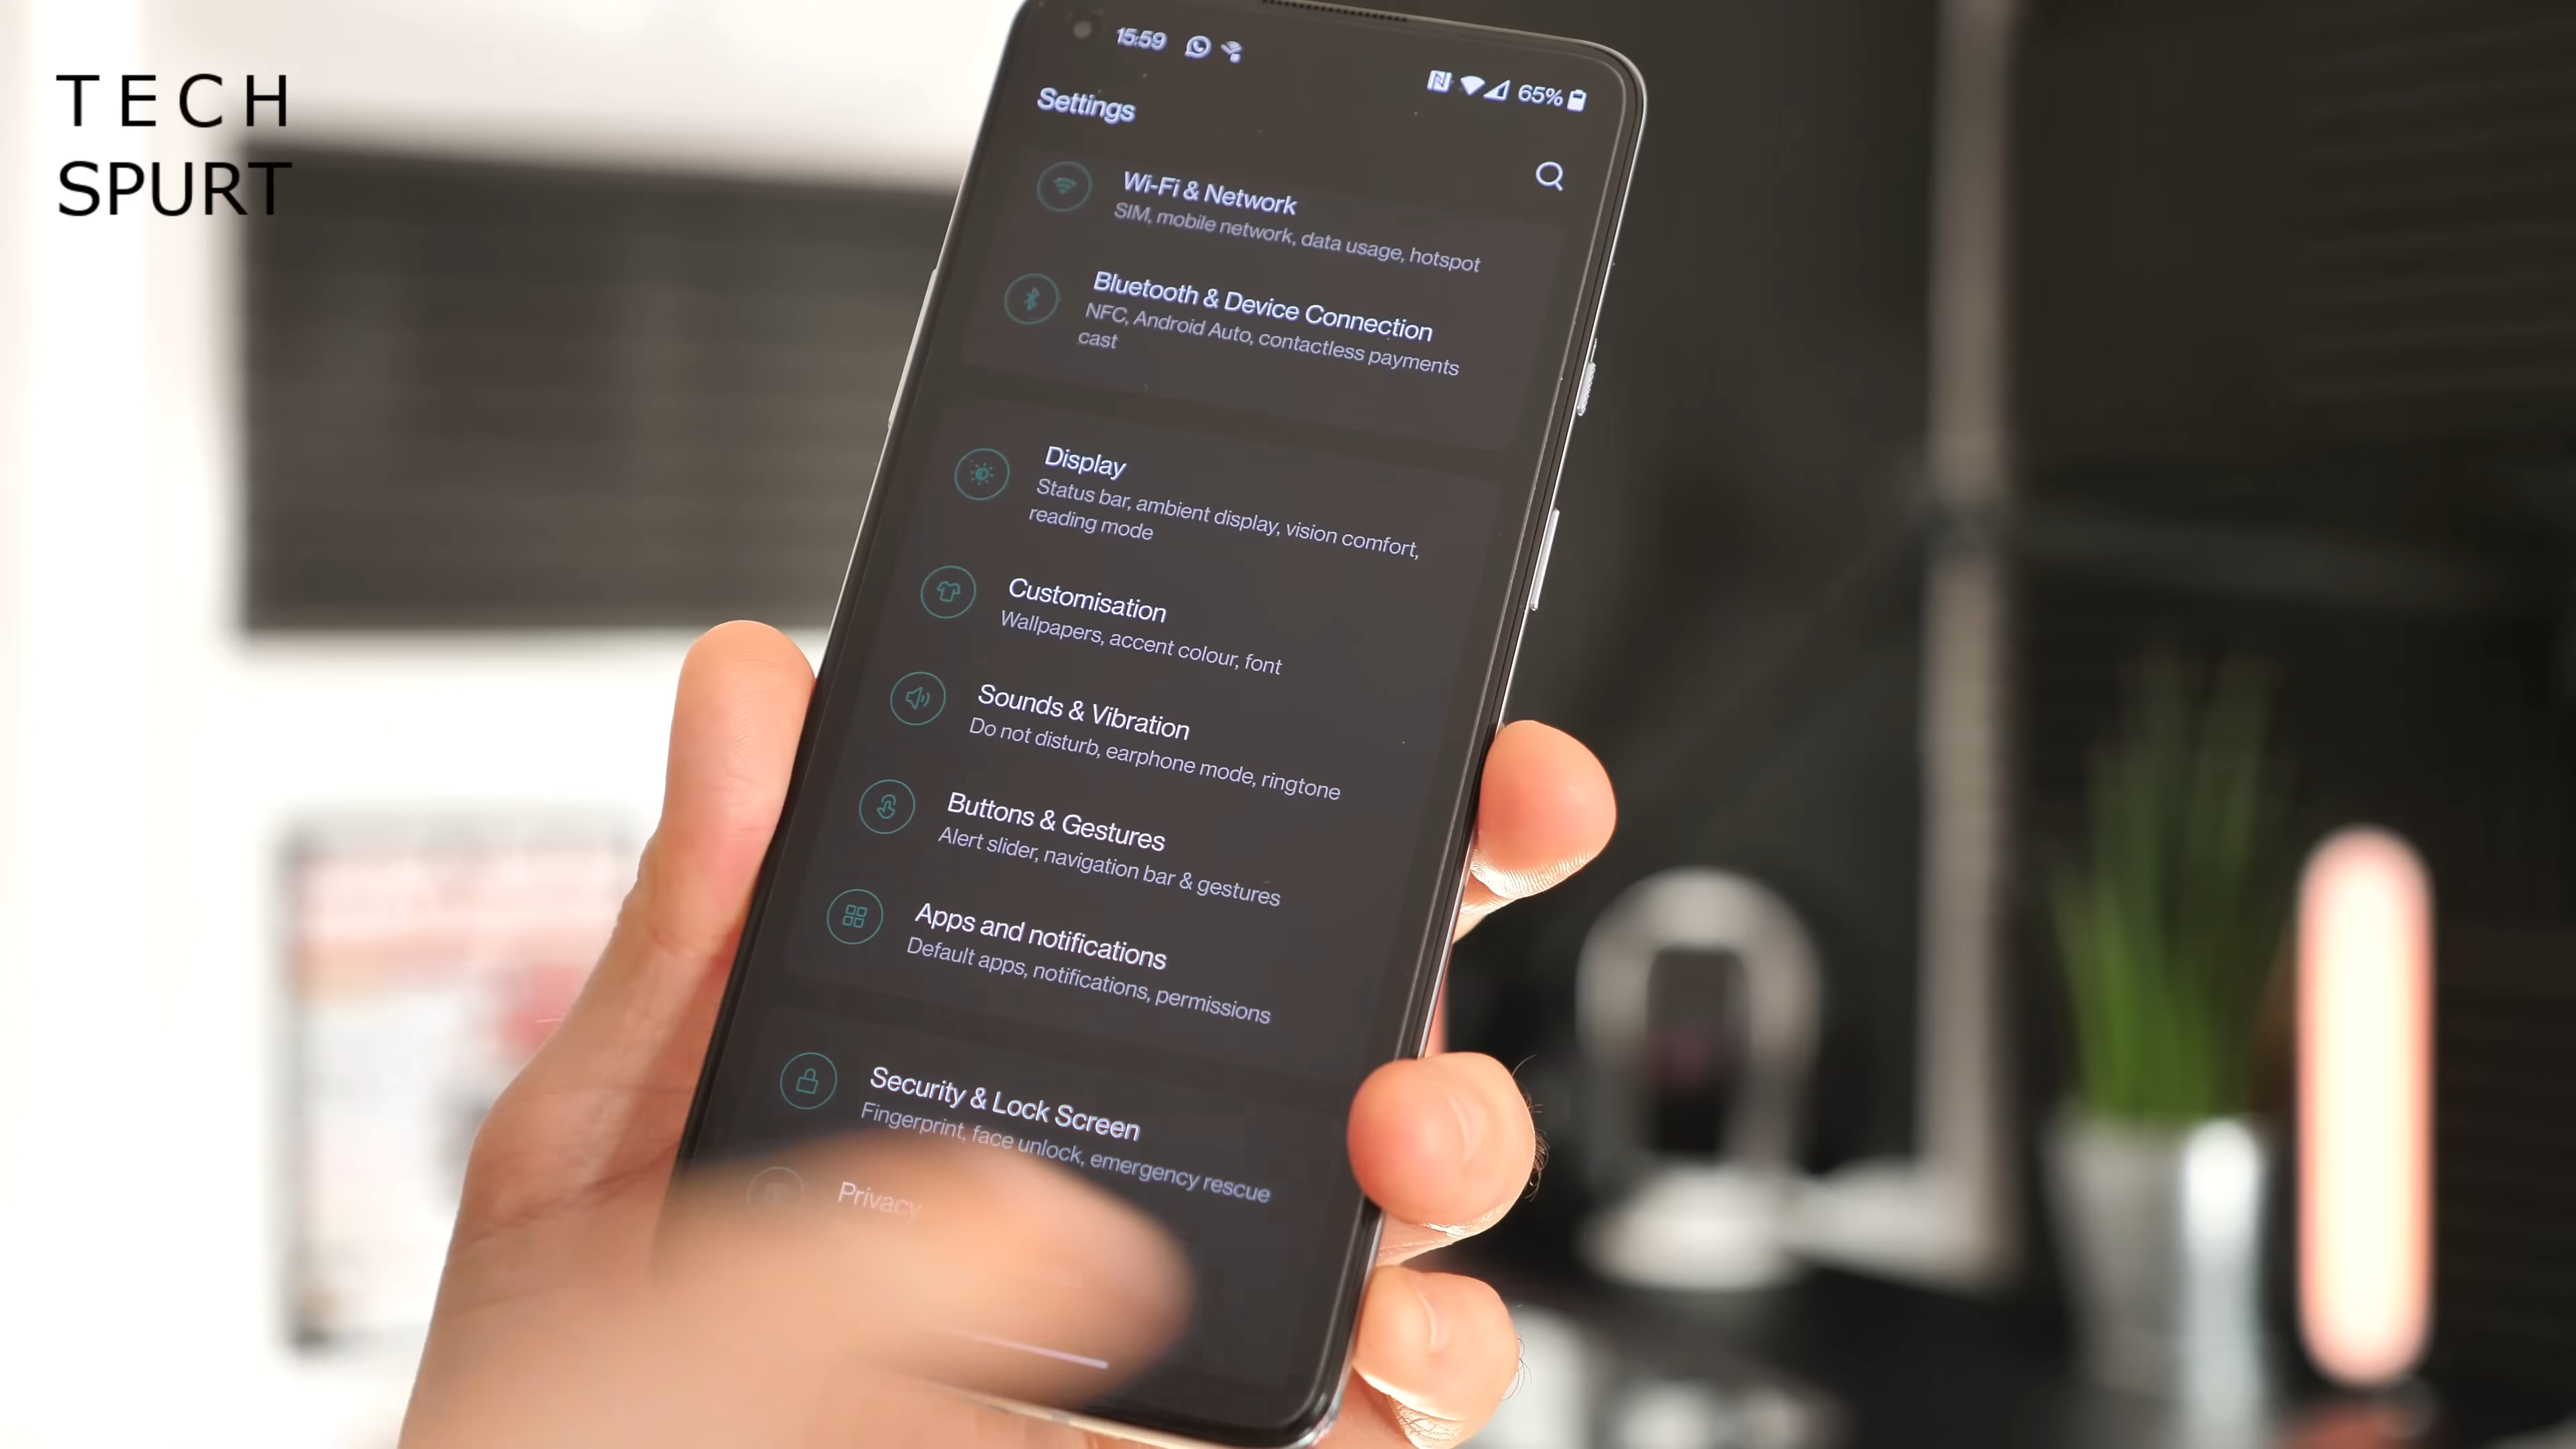 TECH
SPURT
15:59
65%
Settings
Wi-Fi & Network
SIM, mobile network, data usage, hotspot
Bluetooth & Device Connection
NFC, Android Auto, contactless payments
cast
Display
Status bar, ambient display, vision comfort,
reading mode
Customisation
Wallpapers, accent colour, font
Sounds & Vibration
Do not disturb, earphone mode, ringtone
Buttons & Gestures
Alert slider, navigation bar & gestures
Apps and notifications
Default apps, notifications, permissions
Security & Lock Screen
Fingerprint, face unlock, emergency rescue
Privacy